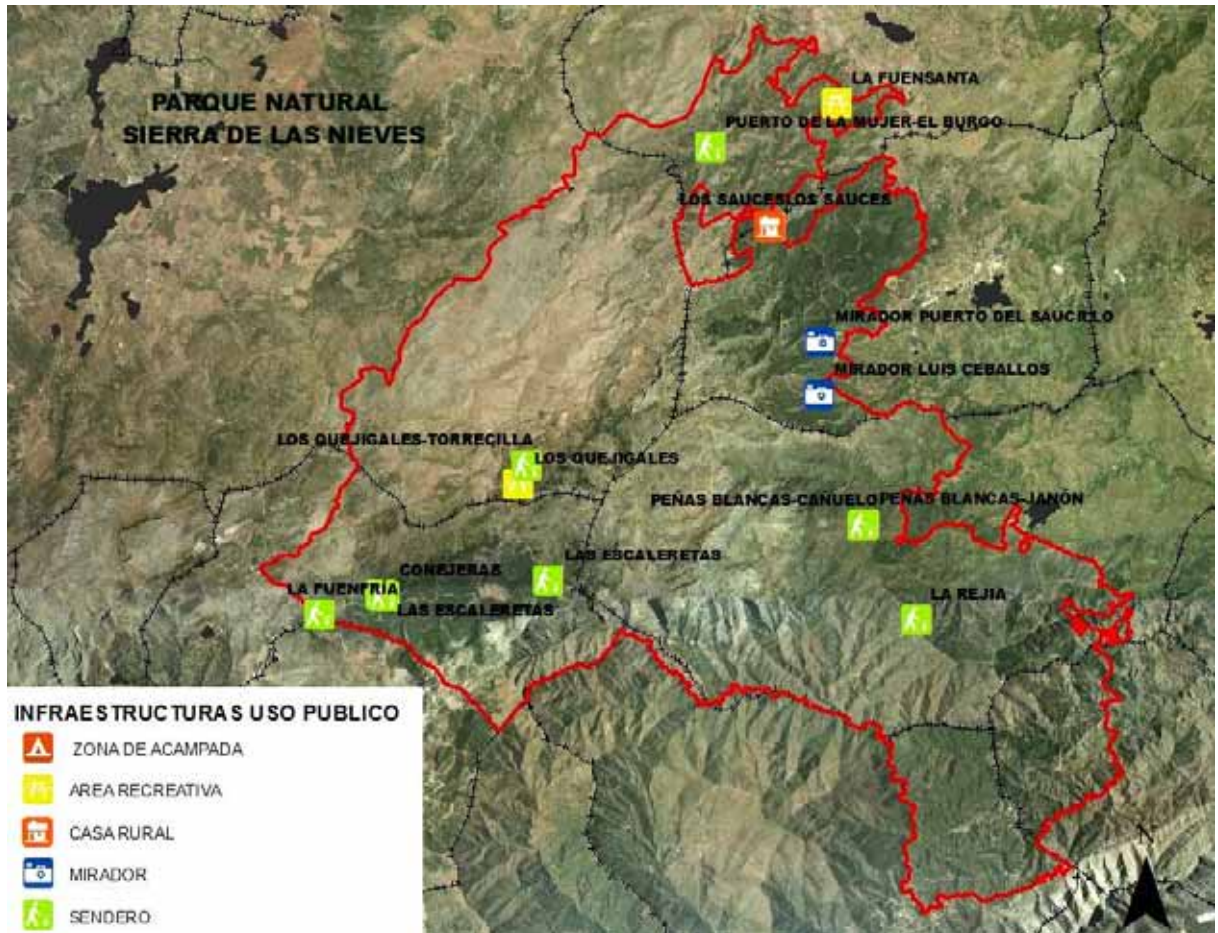 PARQUE NATURAL
SIERRA DE LAS NIEVES
LA FUENSANTA
PUERTO DE LA MUJER-EL BURGO
LOS SAUCESLOS SAUCES
MIRADOR PUERTO DEL SAUCILLO
MIRADOR LUIS CEBALLOS
LOS QUEJIGALES-TORRECILLA
LOS QUEJIGALES
PEÑAS BLANCAS-CAÑUELO
PEÑAS BLANCAS-JANÓN
LAS ESCALERETAS
CONEJERAS
LA FUENFRIA
LAS ESCALERETAS
LA REJIA
INFRAESTRUCTURAS USO PUBLICO
ZONA DE ACAMPADA
AREA RECREATIVA
CASA RURAL
MIRADOR
SENDERO
N